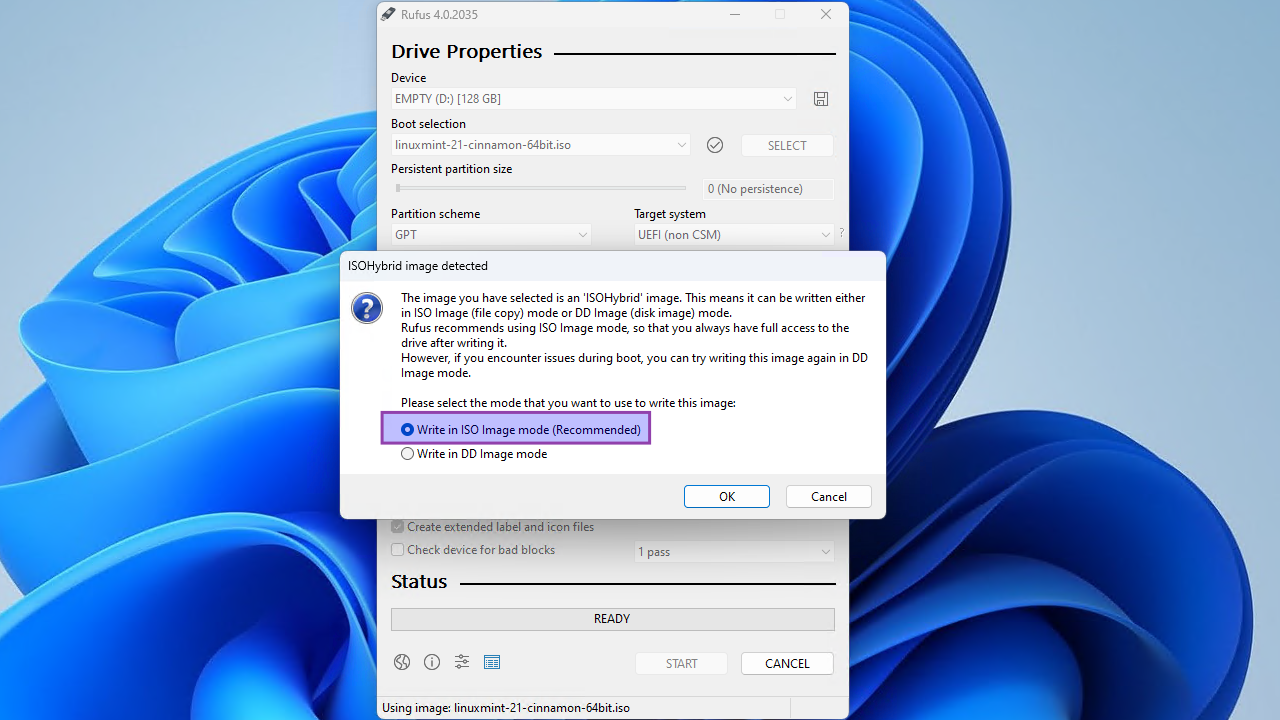 Rufus 4.0.2035
Drive Properties
Device
EMPTY (D:) [128 GB]
Boot selection
linuxmint-21-cinnamon-64bit.iso
SELECT
Persistent partition size
0 (No persistence)
Partition scheme
Target system
GPT
UEFI (non CSM)
?
ISOHybrid image detected
?
The image you have selected is an 'ISOHybrid' image. This means it can be written either
in ISO Image (file copy) mode or DD Image (disk image) mode.
Rufus recommends using ISO Image mode, so that you always have full access to the
drive after writing it.
However, if you encounter issues during boot, you can try writing this image again in DD
Image mode.
Please select the mode that you want to use to write this image:
Write in ISO Image mode (Recommended)
Write in DD Image mode
OK
Cancel
Create extended label and icon files
Check device for bad blocks
1 pass
Status
READY
START
CANCEL
Using image: linuxmint-21-cinnamon-64bit.iso